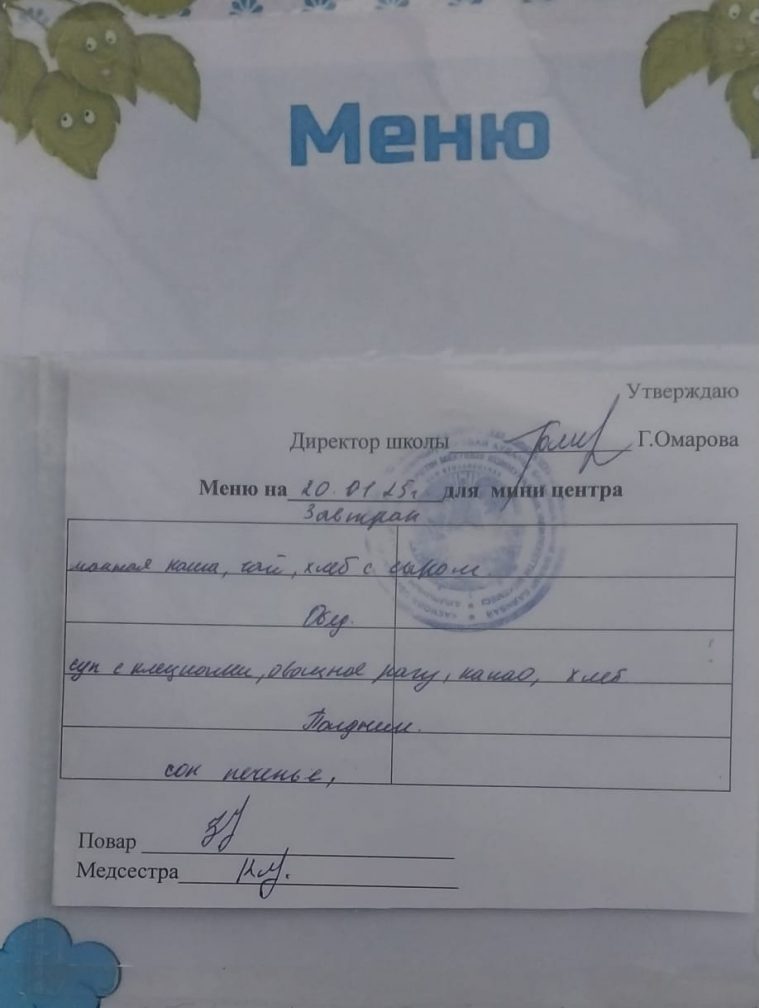 Меню
Утверждаю
Директор школы Г.Омарова
Меню на 20.01 25г для мини центра
Завтрак
манная каша, чай, хлеб с сыром.
Обед.
суп с клецками, овощное рагу, какао, хлеб
Полдник.
сок печенье,
Повар
Медсестра